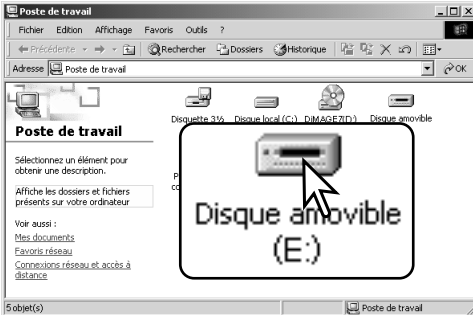 Poste de travail
Fichier Edition Affichage Favoris Outils ?
Précédente Rechercher Dossiers Historique
Adresse Poste de travail OK
Disquette 3½ Disque local (C:) DiMAGE7(D:) Disque amovible
Poste de travail
Sélectionnez un élément pour
obtenir une description.
Affiche les dossiers et fichiers
présents sur votre ordinateur
Voir aussi :
Mes documents
Favoris réseau
Connexions réseau et accès à
distance
Disque amovible
(E:)
5 objet(s) Poste de travail